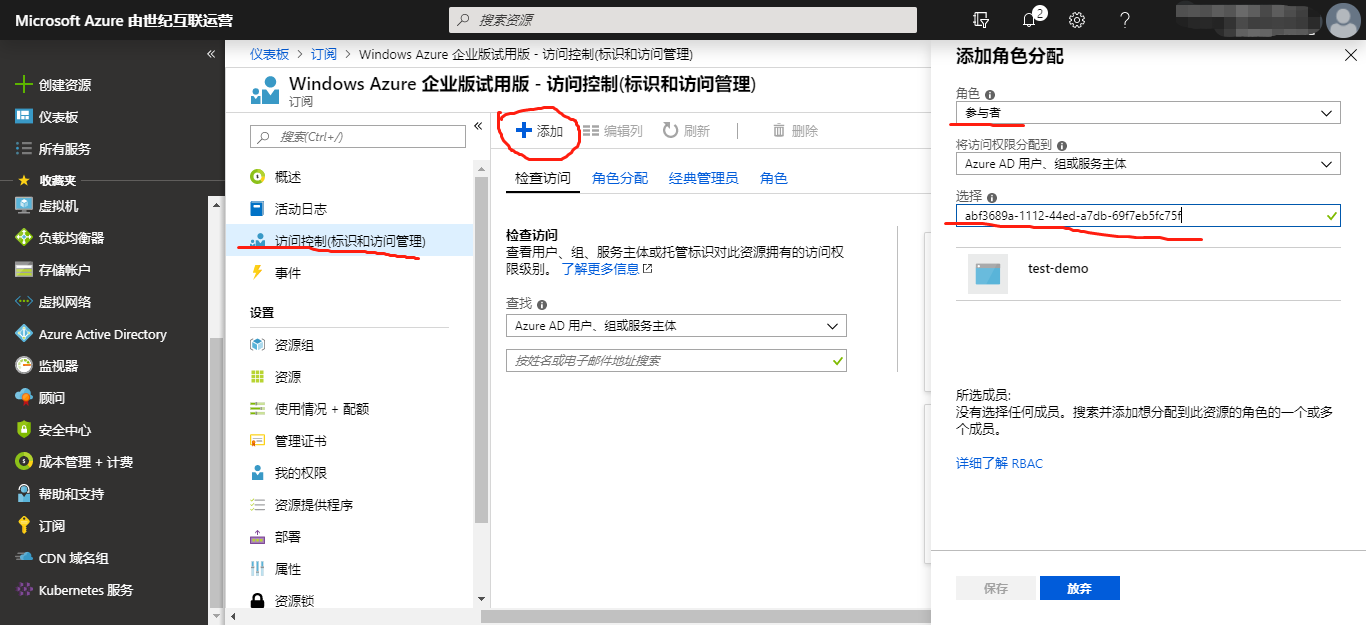 Microsoft Azure 由世纪互联运营
搜索资源
2
?
«
创建资源
仪表板
所有服务
收藏夹
虚拟机
负载均衡器
存储帐户
虚拟网络
Azure Active Directory
监视器
顾问
安全中心
成本管理 + 计费
帮助和支持
订阅
CDN 域名组
Kubernetes 服务
仪表板 > 订阅 > Windows Azure 企业版试用版 - 访问控制(标识和访问管理)
Windows Azure 企业版试用版 - 访问控制(标识和访问管理)
订阅
搜索(Ctrl+/)
«
概述
活动日志
访问控制(标识和访问管理)
事件
设置
资源组
资源
使用情况 + 配额
管理证书
我的权限
资源提供程序
部署
属性
资源锁
添加
编辑列
刷新
删除
检查访问
角色分配
经典管理员
角色
检查访问
查看用户、组、服务主体或托管标识对此资源拥有的访问权
限级别。 了解更多信息
查找
Azure AD 用户、组或服务主体
按姓名或电子邮件地址搜索
添加角色分配
角色
参与者
将访问权限分配到
Azure AD 用户、组或服务主体
选择
abf3689a-1112-44ed-a7db-69f7eb5fc75f
test-demo
所选成员:
没有选择任何成员。搜索并添加想分配到此资源的角色的一个或多
个成员。
详细了解 RBAC
保存
放弃